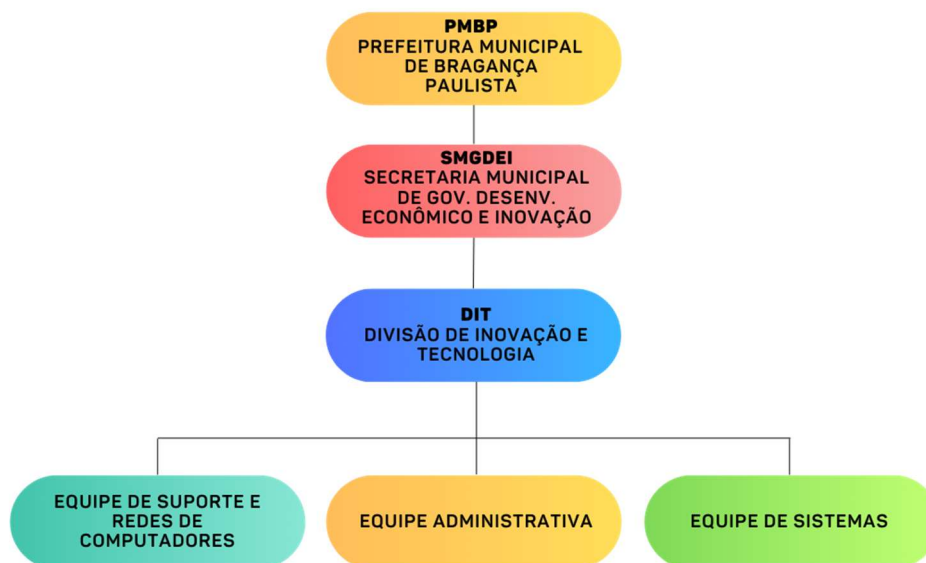 PMBP
PREFEITURA MUNICIPAL
DE BRAGANÇA
PAULISTA
SMGDEI
SECRETARIA MUNICIPAL
DE GOV. DESENV.
ECONÔMICO E INOVAÇÃO
DIT
DIVISÃO DE INOVAÇÃO E
TECNOLOGIA
EQUIPE DE SUPORTE E
REDES DE
COMPUTADORES
EQUIPE ADMINISTRATIVA
EQUIPE DE SISTEMAS